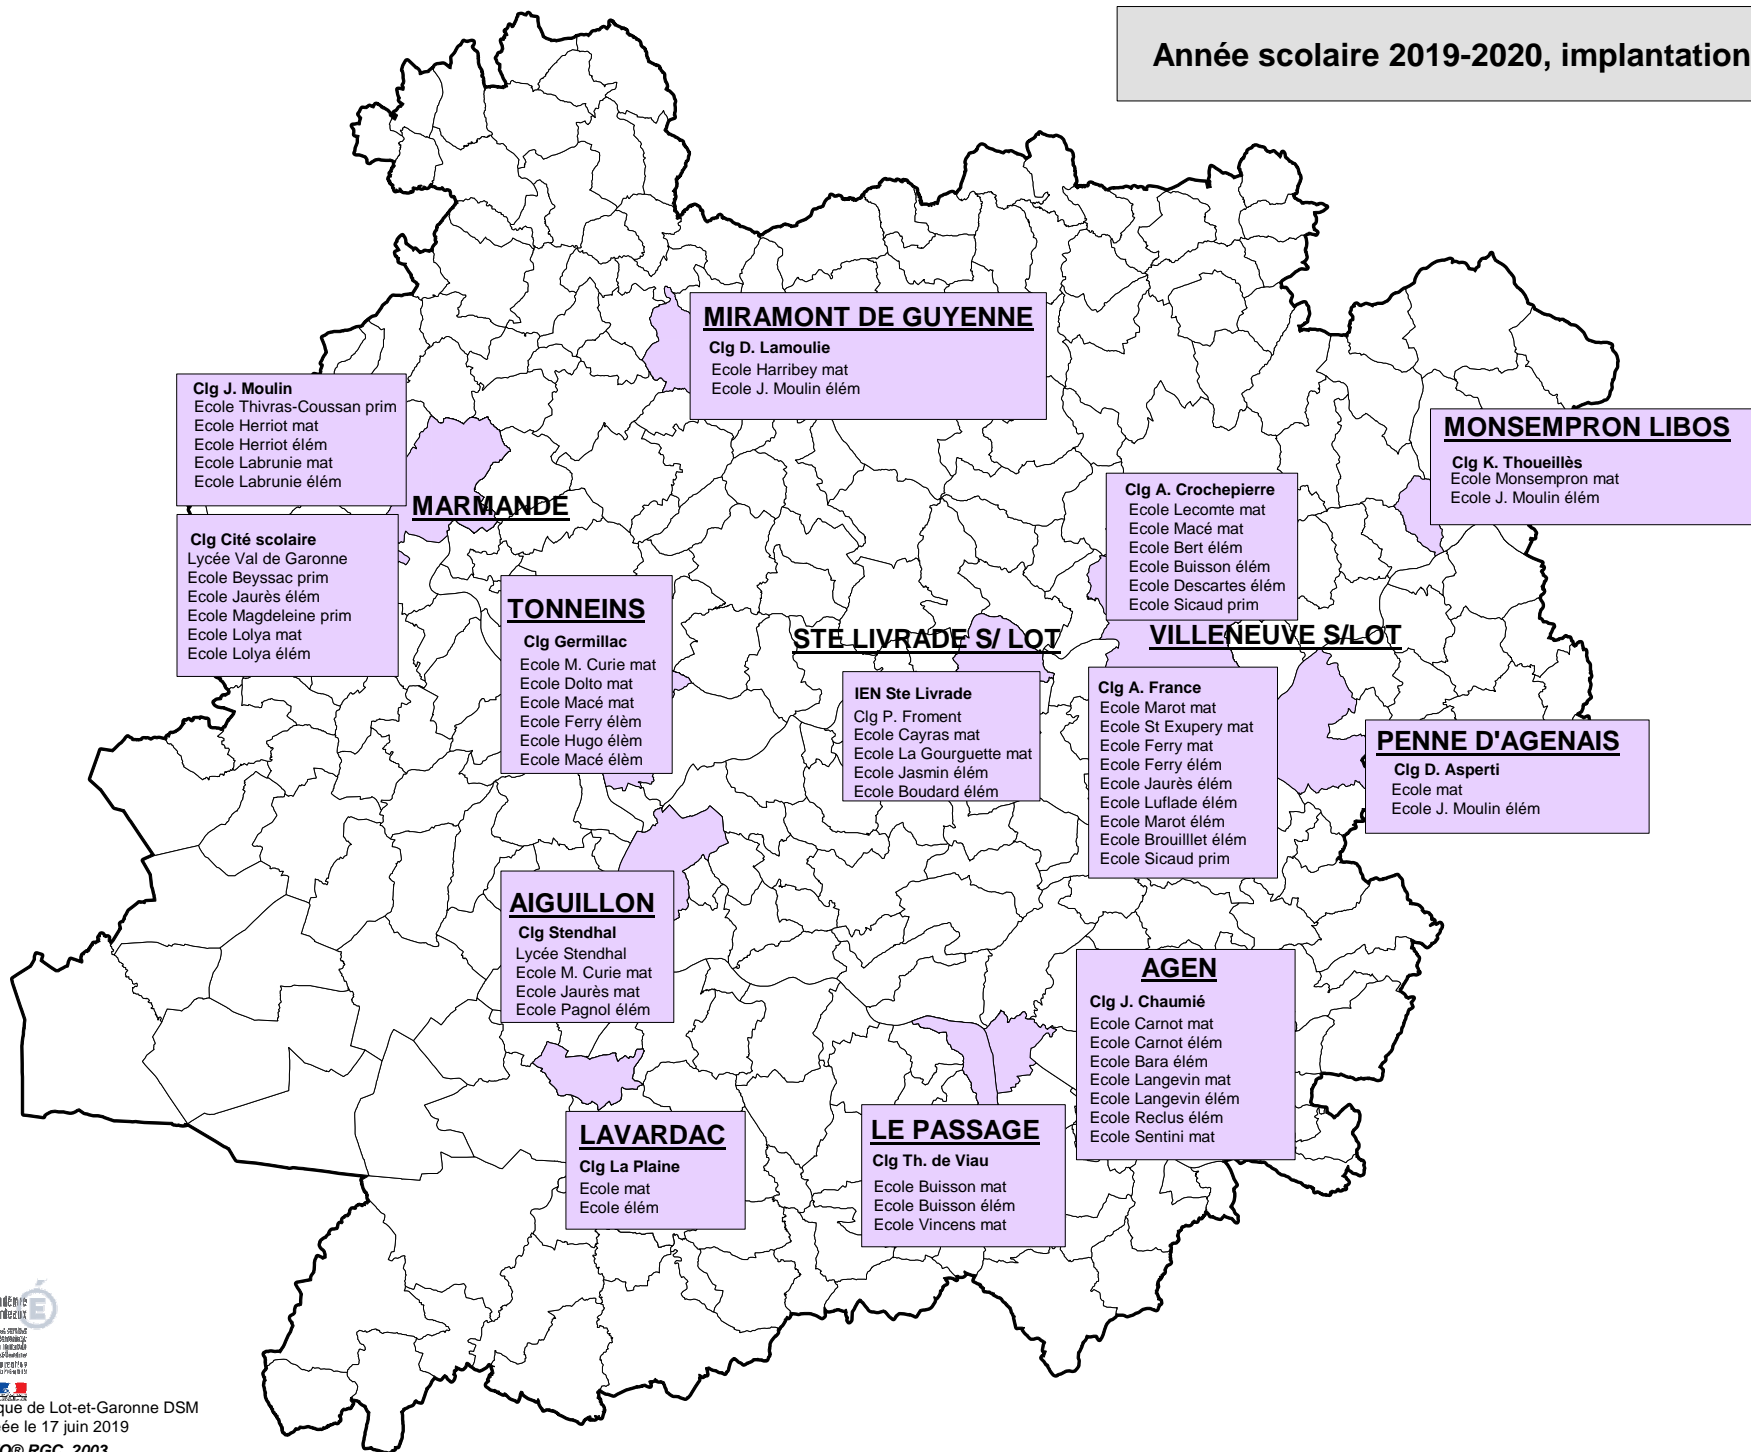 Année scolaire 2019-2020, implantation
MIRAMONT DE GUYENNE
Clg D. Lamoulie
Ecole Harribey mat
Ecole J. Moulin élém
Clg J. Moulin
Ecole Thivras-Coussan prim
Ecole Herriot mat
Ecole Herriot élém
Ecole Labrunie mat
Ecole Labrunie élém
MARMANDE
Clg Cité scolaire
Lycée Val de Garonne
Ecole Beyssac prim
Ecole Jaurès élém
Ecole Magdeleine prim
Ecole Lolya mat
Ecole Lolya élém
MONSEMPRON LIBOS
Clg K. Thoueillès
Ecole Monsempron mat
Ecole J. Moulin élém
Clg A. Crochepierre
Ecole Lecomte mat
Ecole Macé mat
Ecole Bert élém
Ecole Buisson élém
Ecole Descartes élém
Ecole Sicaud prim
TONNEINS
Clg Germillac
Ecole M. Curie mat
Ecole Dolto mat
Ecole Macé mat
Ecole Ferry élèm
Ecole Hugo élèm
Ecole Macé élèm
STE LIVRADE S/ LOT
IEN Ste Livrade
Clg P. Froment
Ecole Cayras mat
Ecole La Gourguette mat
Ecole Jasmin élém
Ecole Boudard élém
VILLENEUVE S/LOT
Clg A. France
Ecole Marot mat
Ecole St Exupery mat
Ecole Ferry mat
Ecole Ferry élém
Ecole Jaurès élém
Ecole Luflade élém
Ecole Marot élém
Ecole Brouilllet élém
Ecole Sicaud prim
PENNE D'AGENAIS
Clg D. Asperti
Ecole mat
Ecole J. Moulin élém
AIGUILLON
Clg Stendhal
Lycée Stendhal
Ecole M. Curie mat
Ecole Jaurès mat
Ecole Pagnol élém
AGEN
Clg J. Chaumié
Ecole Carnot mat
Ecole Carnot élém
Ecole Bara élém
Ecole Langevin mat
Ecole Langevin élém
Ecole Reclus élém
Ecole Sentini mat
LAVARDAC
Clg La Plaine
Ecole mat
Ecole élém
LE PASSAGE
Clg Th. de Viau
Ecole Buisson mat
Ecole Buisson élém
Ecole Vincens mat
É
que de Lot-et-Garonne DSM
ée le 17 juin 2019
O® RGC, 2003